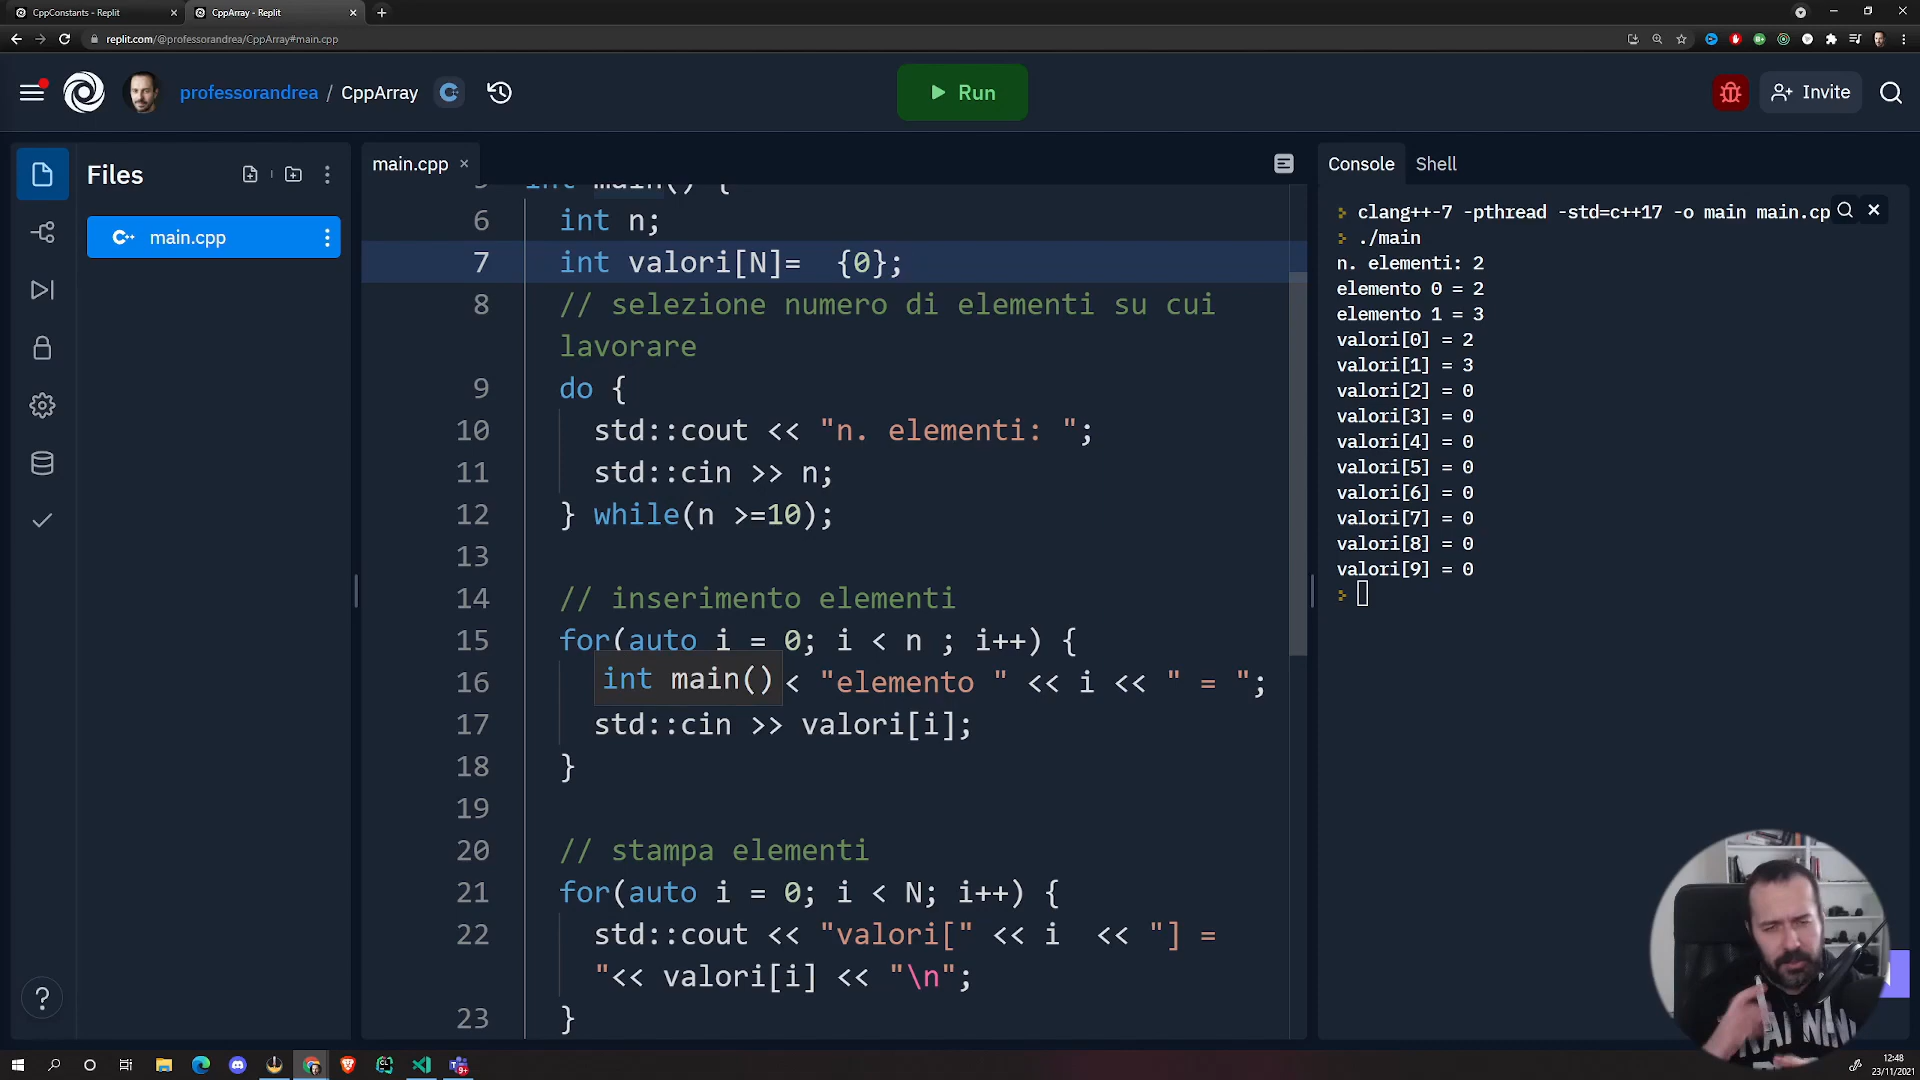 CppConstants - Replit
CppArray - Replit
replit.com/@professorandrea/CppArray#main.cpp
professorandrea / CppArray
Run
Invite
Files
main.cpp
main.cpp
int main() {
6 int n;
7 int valori[N]=  {0};
8 // selezione numero di elementi su cui
lavorare
9 do {
10 std::cout << "n. elementi: ";
11 std::cin >> n;
12 } while(n >=10);
13
14 // inserimento elementi
15 for(auto i = 0; i < n ; i++) {
int main()
16 < "elemento " << i << " = ";
17 std::cin >> valori[i];
18 }
19
20 // stampa elementi
21 for(auto i = 0; i < N; i++) {
22 std::cout << "valori[" << i  << "] =
"<< valori[i] << "\n";
23 }
Console
Shell
clang++-7 -pthread -std=c++17 -o main main.cp
./main
n. elementi: 2
elemento 0 = 2
elemento 1 = 3
valori[0] = 2
valori[1] = 3
valori[2] = 0
valori[3] = 0
valori[4] = 0
valori[5] = 0
valori[6] = 0
valori[7] = 0
valori[8] = 0
valori[9] = 0
12:48
23/11/2021